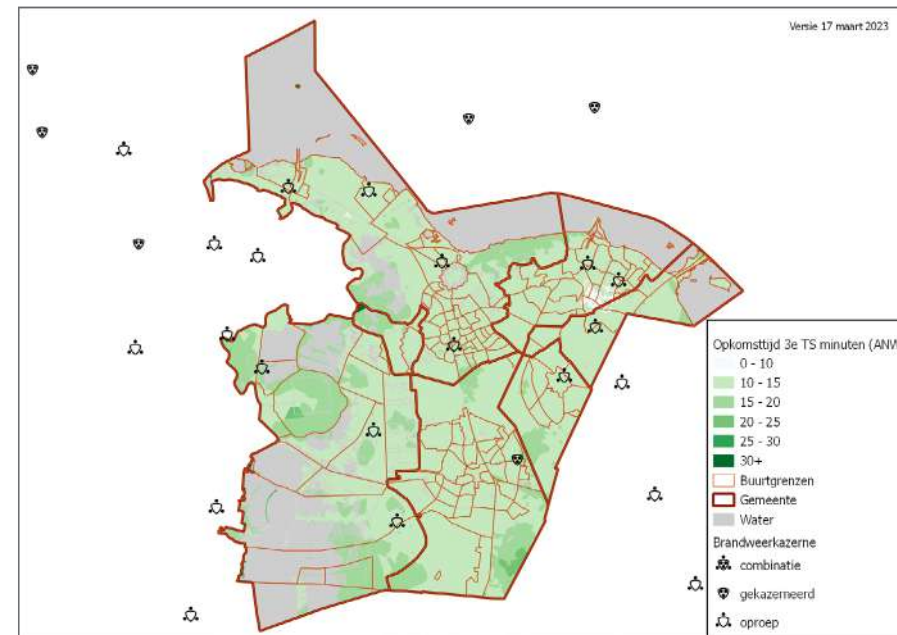 Versie 17 maart 2023
Opkomsttijd 3e TS minuten (ANW
0 - 10
10 - 15
15 - 20
20 - 25
25 - 30
30+
Buurtgrenzen
Gemeente
Water
Brandweerkazerne
combinatie
gekazerneerd
oproep